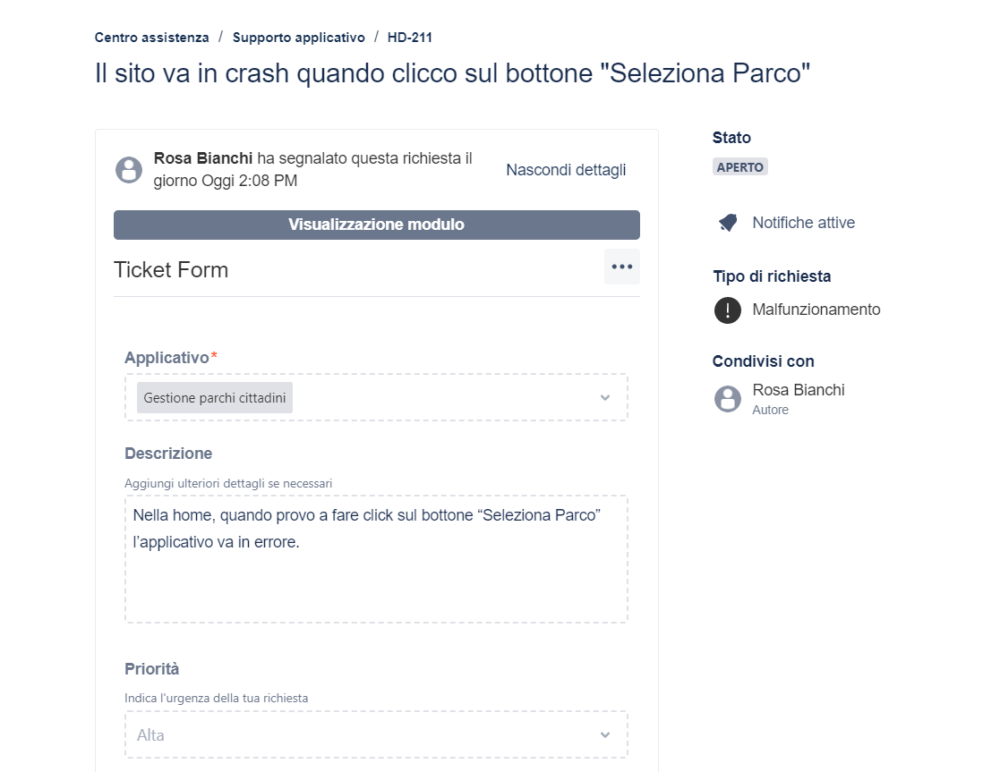 Centro assistenza / Supporto applicativo / HD-211
Il sito va in crash quando clicco sul bottone "Seleziona Parco"
Rosa Bianchi ha segnalato questa richiesta il
giorno Oggi 2:08 PM
Nascondi dettagli
Visualizzazione modulo
Ticket Form
Applicativo*
Gestione parchi cittadini
Descrizione
Aggiungi ulteriori dettagli se necessari
Nella home, quando provo a fare click sul bottone “Seleziona Parco”
l’applicativo va in errore.
Priorità
Indica l'urgenza della tua richiesta
Alta
Stato
APERTO
Notifiche attive
Tipo di richiesta
Malfunzionamento
Condivisi con
Rosa Bianchi
Autore